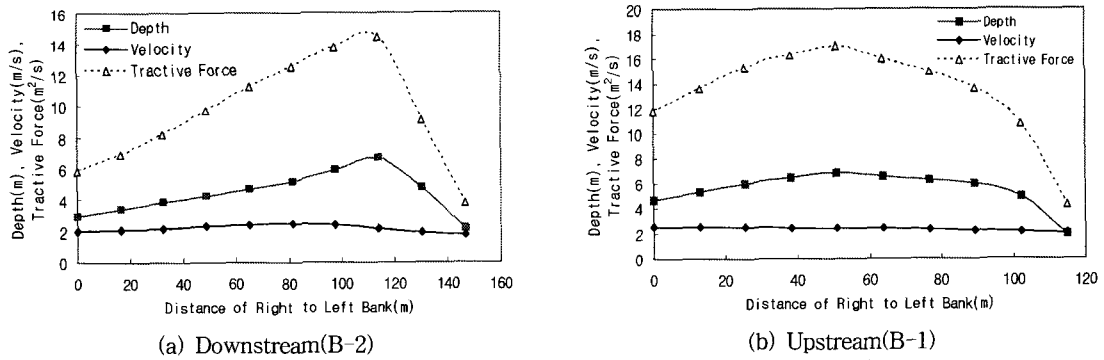 Depth(m), Velocity(m/s),
Tractive Force(m²/s)
16
14
12
10
8
6
4
2
0
Depth
Velocity
Tractive Force
0 20 40 60 80 100 120 140 160
Distance of Right to Left Bank(m)
(a) Downstream(B-2)
Depth(m), Velocity(m/s),
Tractive Force(m²/s)
20
18
16
14
12
10
8
6
4
2
0
Depth
Velocity
Tractive Force
0 20 40 60 80 100 120
Distance of Right to Left Bank(m)
(b) Upstream(B-1)